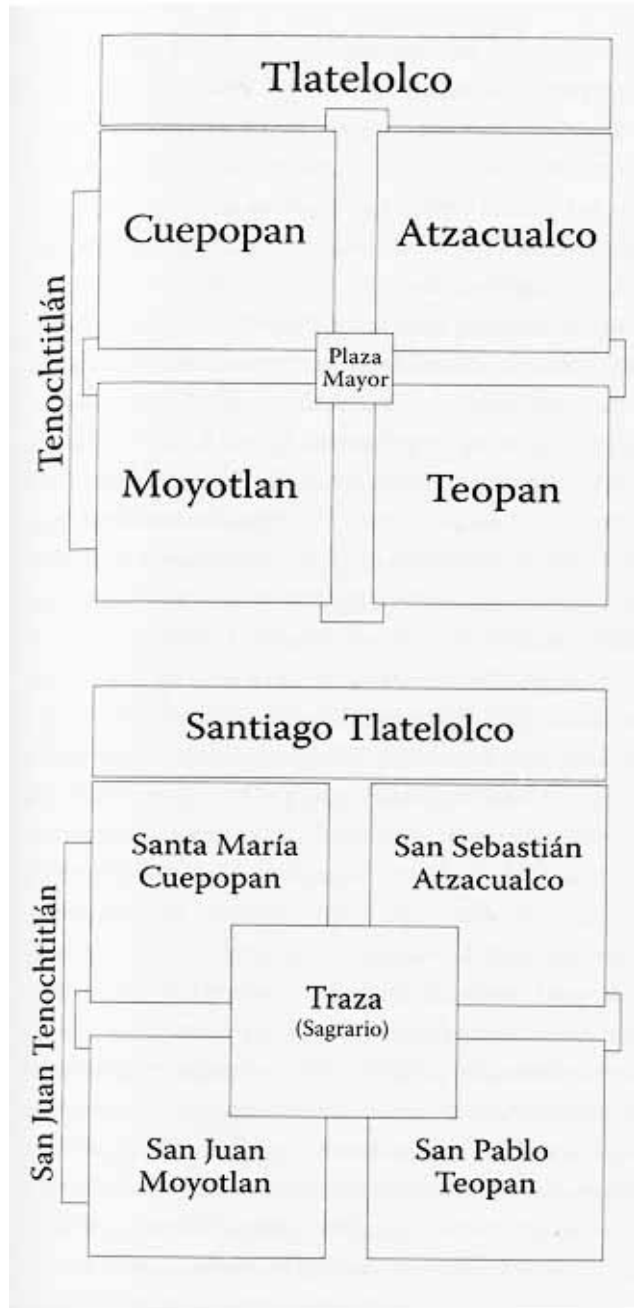 Tlatelolco
Cuepopan
Atzacualco
Tenochtitlán
Plaza
Mayor
Moyotlan
Teopan
Santiago Tlatelolco
Santa María
Cuepopan
San Sebastián
Atzacualco
San Juan Tenochtitlán
Traza
(Sagrario)
San Juan
Moyotlan
San Pablo
Teopan